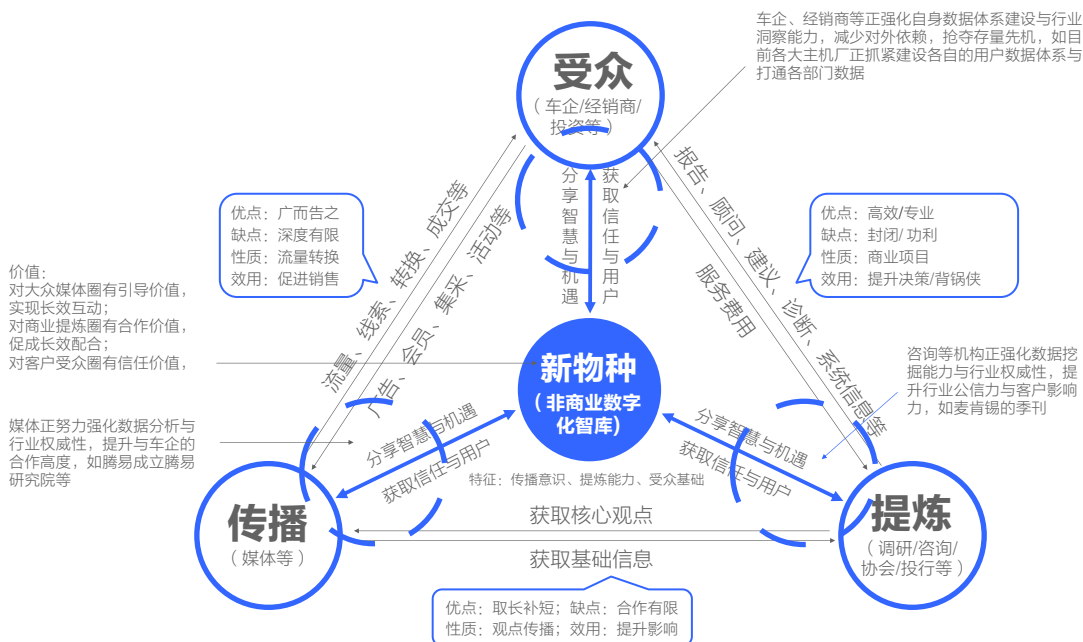 车企、经销商等正强化自身数据体系建设与行业
洞察能力，减少对外依赖，抢夺存量先机，如目
前各大主机厂正抓紧建设各自的用户数据体系与
打通各部门数据
受众
（ 车企/经销商/
投资等 ）
分享智慧与机遇
获取信任与用户
报告、顾问、建议、诊断、系统信息等
服务费用
流量、线索、转换、成交等
广告、会员、集采、活动等
优点：广而告之
缺点：深度有限
性质：流量转换
效用：促进销售
优点：高效/专业
缺点：封闭/ 功利
性质：商业项目
效用：提升决策/背锅侠
价值：
对大众媒体圈有引导价值，
实现长效互动；
对商业提炼圈有合作价值，
促成长效配合；
对客户受众圈有信任价值，
新物种
（ 非商业数字
化智库)
咨询等机构正强化数据挖
掘能力与行业权威性，提
升行业公信力与客户影响
力，如麦肯锡的季刊
媒体正努力强化数据分析与
行业权威性，提升与车企的
合作高度，如腾易成立腾易
研究院等
分享智慧与机遇
获取信任与用户
分享智慧与机遇
获取信任与用户
特征：传播意识、提炼能力、受众基础
传播
（ 媒体等 ）
获取核心观点
获取基础信息
提炼
（ 调研/咨询/
协会/投行等 ）
优点：取长补短；缺点：合作有限
性质：观点传播；效用：提升影响